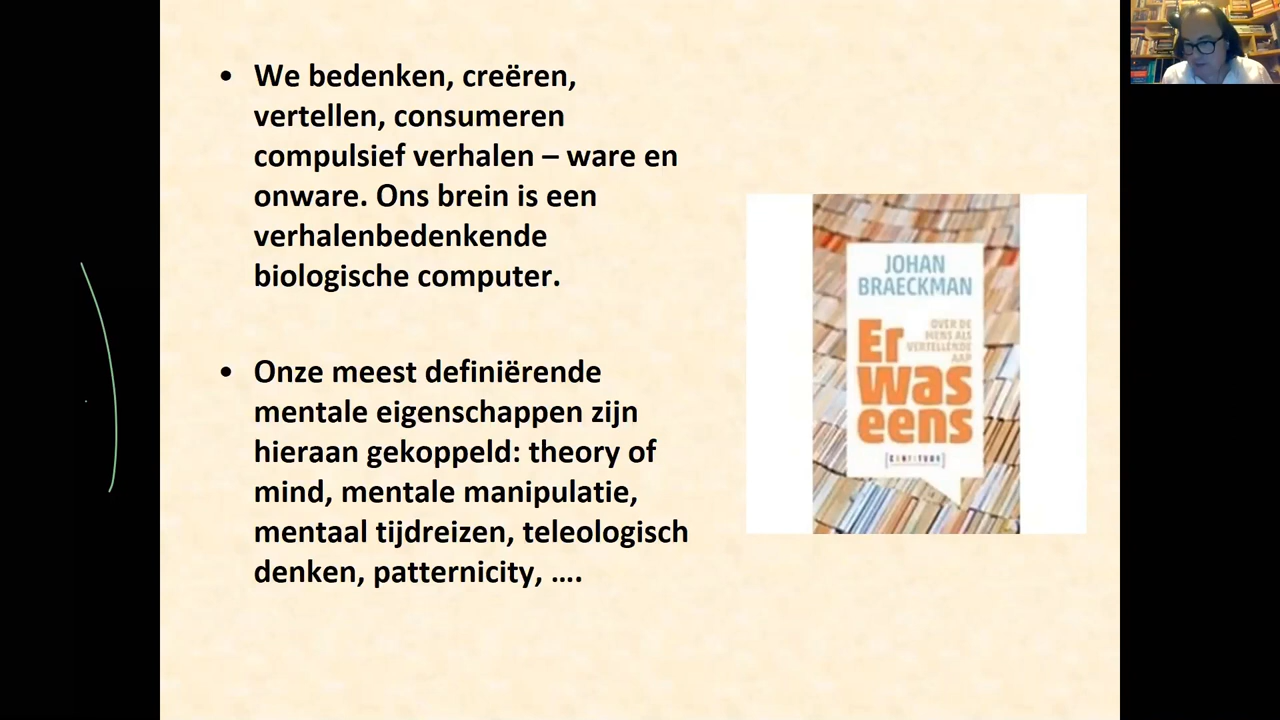 • We bedenken, creëren,
vertellen, consumeren
compulsief verhalen – ware en
onware. Ons brein is een
verhalenbedenkende
biologische computer.
• Onze meest definiërende
mentale eigenschappen zijn
hieraan gekoppeld: theory of
mind, mentale manipulatie,
mentaal tijdreizen, teleologisch
denken, patternicity, ....
JOHAN
BRAECKMAN
Er
OVER DE
MENS ALS
VERTELLENDE
AAP
was
eens